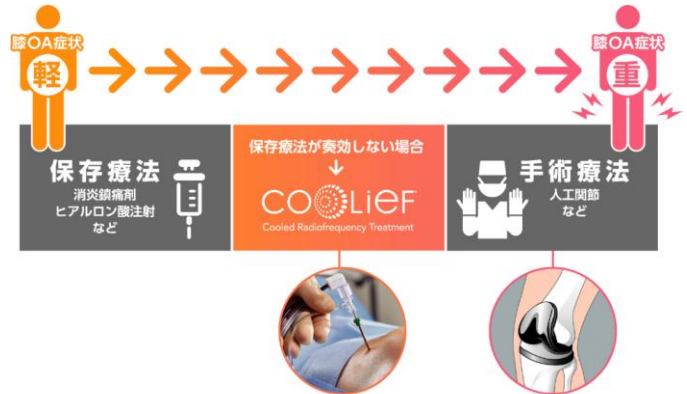 膝OA症状
軽
膝OA症状
重
保存療法
消炎鎮痛剤
ヒアルロン酸注射
など
保存療法が奏効しない場合
COOLiEF
Cooled Radiofrequency Treatment
手術療法
人工関節
など